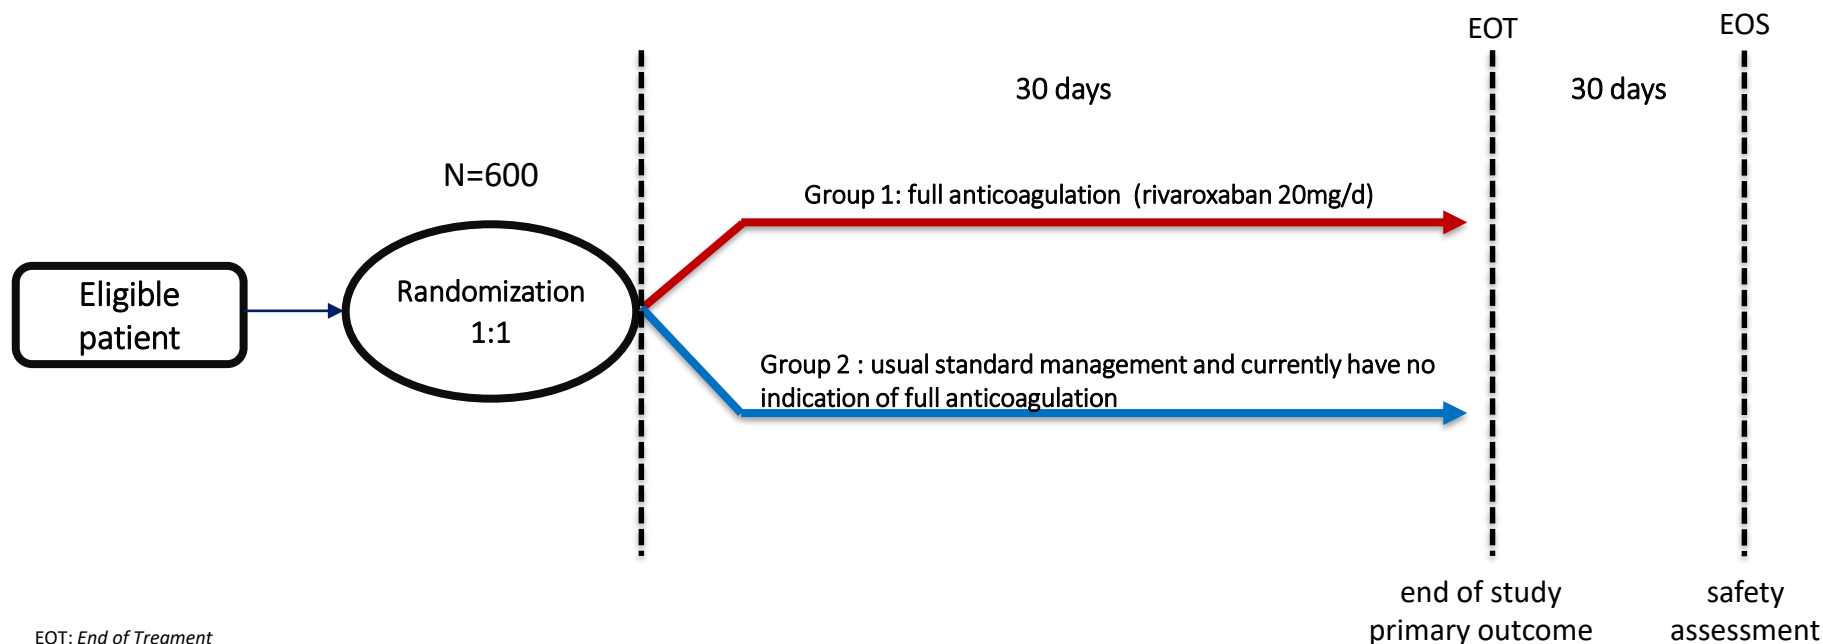 EOT
EOS
30 days
30 days
N=600
Group 1: full anticoagulation (rivaroxaban 20mg/d)
Eligible
patient
Randomization
1:1
Group 2 : usual standard management and currently have no
indication of full anticoagulation
end of study
primary outcome
safety
assessment
EOT: End of Treagment